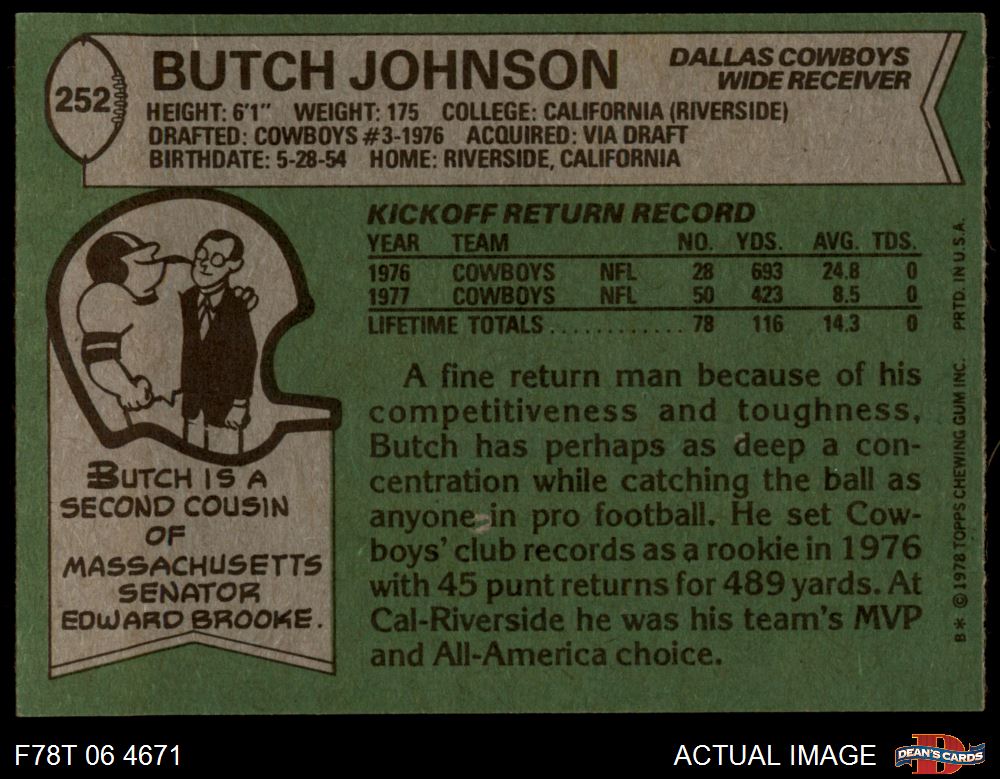 252
BUTCH JOHNSON
DALLAS COWBOYS
WIDE RECEIVER
HEIGHT: 6'1" WEIGHT: 175 COLLEGE: CALIFORNIA (RIVERSIDE)
DRAFTED: COWBOYS #3-1976 ACQUIRED: VIA DRAFT
BIRTHDATE: 5-28-54 HOME: RIVERSIDE, CALIFORNIA
KICKOFF RETURN RECORD
YEAR TEAM NO. YDS. AVG. TDS.
1976 COWBOYS NFL 28 693 24.8 0
1977 COWBOYS NFL 50 423 8.5 0
LIFETIME TOTALS............ 78 116 14.3 0
A fine return man because of his
competitiveness and toughness,
Butch has perhaps as deep a con-
centration while catching the ball as
anyone in pro football. He set Cow-
boys' club records as a rookie in 1976
with 45 punt returns for 489 yards. At
Cal-Riverside he was his team's MVP
and All-America choice.
BUTCH IS A
SECOND COUSIN
OF
MASSACHUSETTS
SENATOR
EDWARD BROOKE.
B* © 1978 TOPPS CHEWING GUM INC. PRTD. IN U.S.A.
F78T 06 4671
ACTUAL IMAGE
DEAN'S CARDS